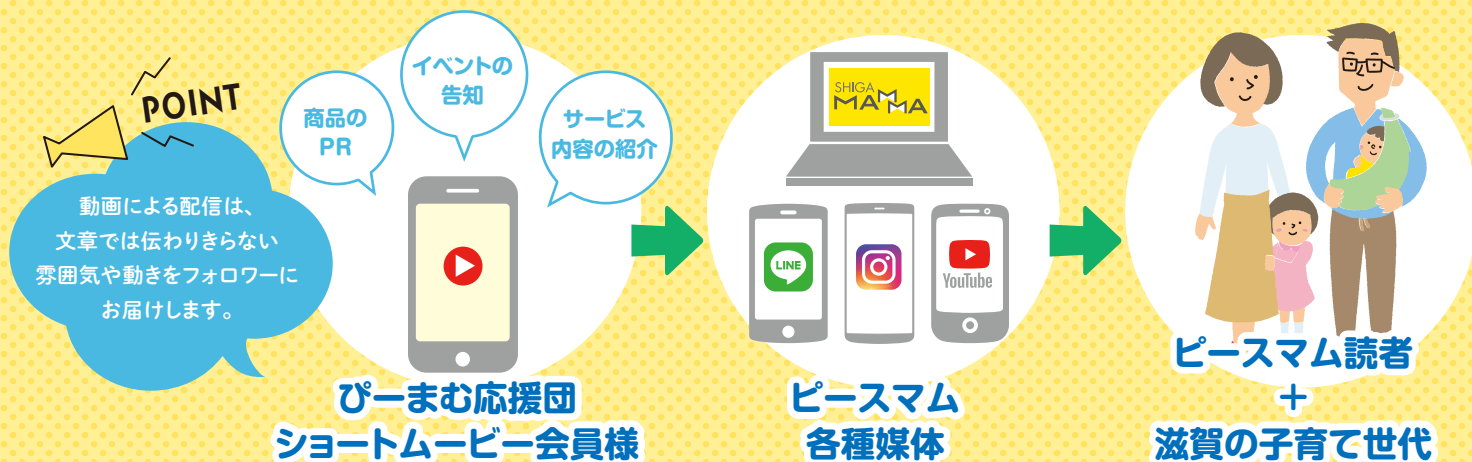 POINT
動画による配信は、
文章では伝わりきらない
雰囲気や動きをフォロワーに
お届けします。
商品の
PR
イベントの
告知
サービス
内容の紹介
ぴーまむ応援団
ショートムービー会員様
SHIGA
MAMMA
LINE
YouTube
ピースマム
各種媒体
ピースマム読者
+
滋賀の子育て世代